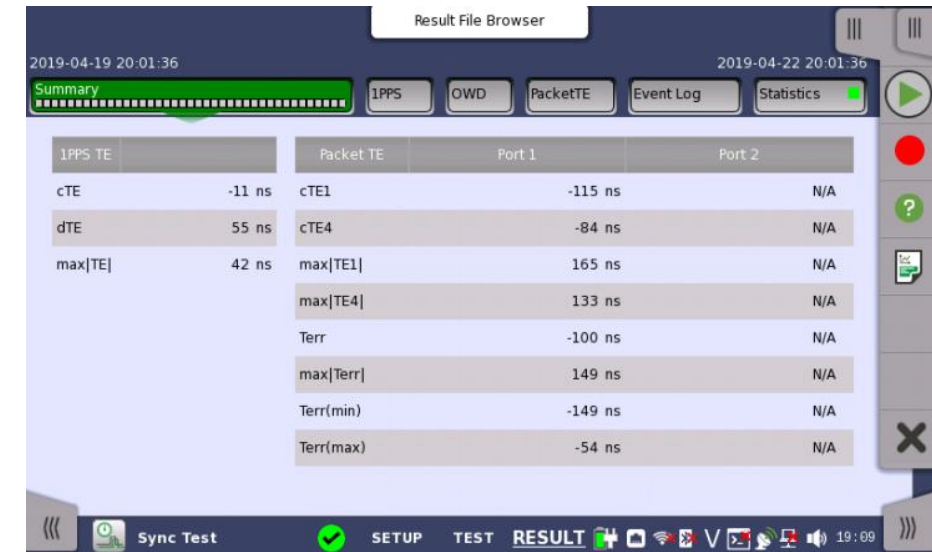 Result File Browser
2019-04-19 20:01:36 2019-04-22 20:01:36
Summary 1PPS OWD PacketTE Event Log Statistics
1PPS TE Packet TE Port 1 Port 2
cTE -11 ns cTE1 -115 ns N/A
dTE 55 ns cTE4 -84 ns N/A
max|TE| 42 ns max|TE1| 165 ns N/A
max|TE4| 133 ns N/A
Terr -100 ns N/A
max|Terr| 149 ns N/A
Terr(min) -149 ns N/A
Terr(max) -54 ns N/A
Sync Test SETUP TEST RESULT V 19:09